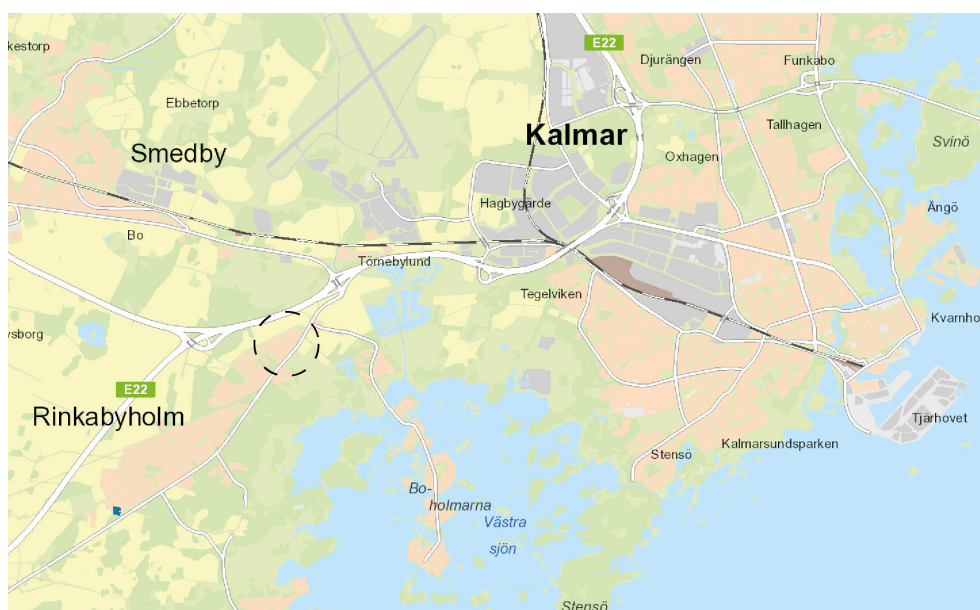 E22
Djurängen
Funkabo
kestorp
Ebbetorp
Kalmar
Tallhagen
Smedby
Oxhagen
Svinö
Hagbygärde
Ängö
Bo
Törnebylund
Tegelviken
Kvarnho
vsborg
E22
Rinkabyholm
Tjärhovet
Kalmarsundsparken
Stensö
Bo-
holmarna
Västra
sjön
Stensö